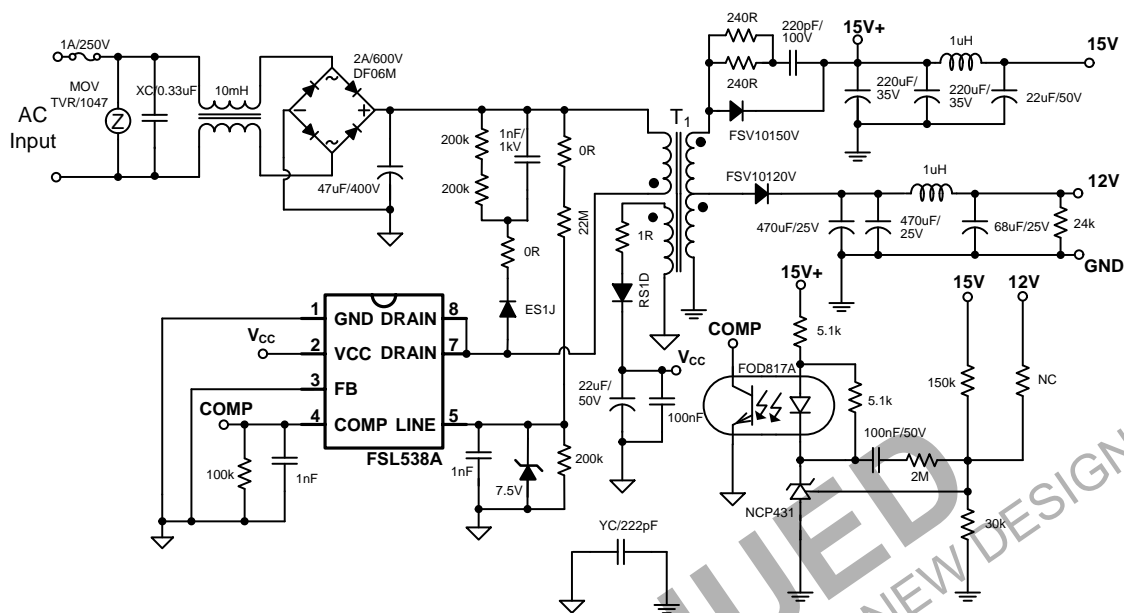 1A/250V
MOV
TVR/1047
XC/0.33uF
10mH
2A/600V
DF06M
AC
Input
Z
47uF/400V
200k
200k
1nF/
1kV
0R
0R
22M
ES1J
T1
1R
RS1D
240R
240R
220pF/
100V
FSV10150V
15V+
1uH
15V
220uF/
35V
220uF/
35V
22uF/50V
FSV10120V
1uH
12V
470uF/25V
470uF/
25V
68uF/25V
24k
GND
1
GND DRAIN
8
VCC
2
VCC DRAIN
7
3
FB
COMP
4
COMP LINE
5
FSL538A
100k
1nF
1nF
7.5V
200k
VCC
22uF/
50V
100nF
COMP
15V+
5.1k
FOD817A
5.1k
100nF/50V
2M
NCP431
15V
12V
150k
NC
30k
YC/222pF
UED
NEW DESIGN